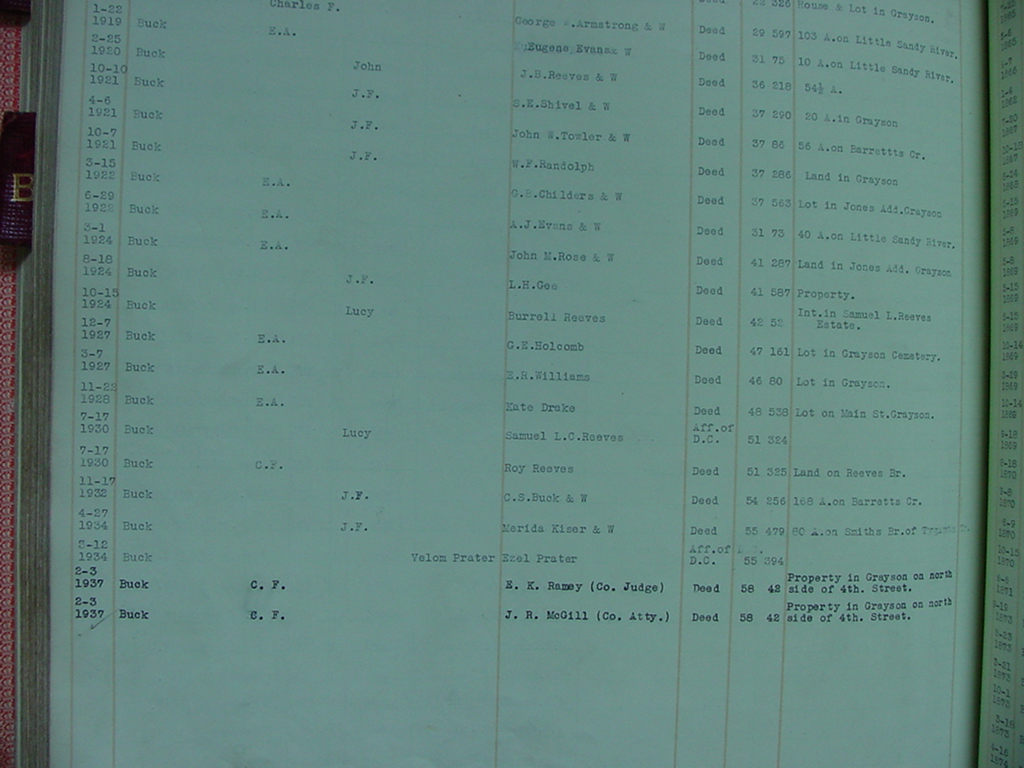 Charles F. Deed 22 326 House & Lot in Grayson.
1-22
1919 Buck E.A. George Armstrong & W Deed 29 597 103 A.on Little Sandy River.
2-25
1920 Buck Eugene Evans& W Deed 31 75 10 A.on Little Sandy River.
10-10 John
1921 Buck J.B.Reeves & W Deed 36 218 54½ A.
4-6 J.F.
1921 Buck S.K.Shivel & W Deed 37 290 20 A.in Grayson
10-7 J.F.
1921 Buck John W.Towler & W Deed 37 86 56 A.on Barrettts Cr.
3-15 J.F.
1922 Buck E.A. W.F.Randolph Deed 37 286 Land in Grayson
6-29
1922 Buck E.A. G.B.Childers & W Deed 37 563 Lot in Jones Add.Grayson
3-1
1924 Buck E.A. A.J.Evans & W Deed 31 73 40 A.on Little Sandy River.
8-18
1924 Buck J.F. John M.Rose & W Deed 41 287 Land in Jones Add. Grayson
10-15
1924 Buck Lucy L.H.Gee Deed 41 587 Property.
12-7
1927 Buck E.A. Burrell Reeves Deed 42 52 Int.in Samuel L.Reeves
Estate.
3-7
1927 Buck E.A. G.E.Holcomb Deed 47 161 Lot in Grayson Cemetery.
11-23
1928 Buck E.A. E.R.Williams Deed 46 80 Lot in Grayson.
7-17
1930 Buck Lucy Kate Drake Deed 48 538 Lot on Main St.Grayson.
Aff.of
Samuel L.C.Reeves D.C. 51 324
7-17
1930 Buck C.F. Roy Reeves Deed 51 325 Land on Reeves Br.
11-17
1932 Buck J.F. C.S.Buck & W Deed 54 256 168 A.on Barretts Cr.
4-27
1934 Buck J.F. Merida Kiser & W Deed 55 479 80 A.on Smiths Br.of
3-12 Aff.of
1934 Buck Velom Prater Ezel Prater D.C. 55 394
2-3
1937 Buck C. F. E. K. Ramey (Co. Judge) Deed 58 42 Property in Grayson on north
side of 4th. Street.
2-3
1937 Buck C. F. J. R. McGill (Co. Atty.) Deed 58 42 Property in Grayson on north
side of 4th. Street.
B